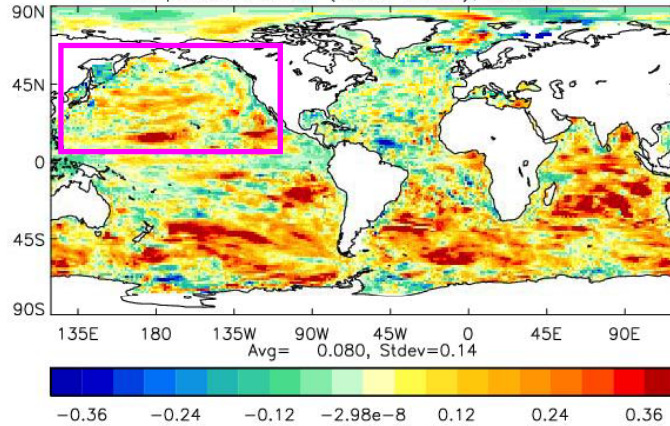 90N
45N
0
45S
90S
135E 180 135W 90W 45W 0 45E 90E
Avg= 0.080, Stdev=0.14
-0.36 -0.24 -0.12 -2.98e-8 0.12 0.24 0.36